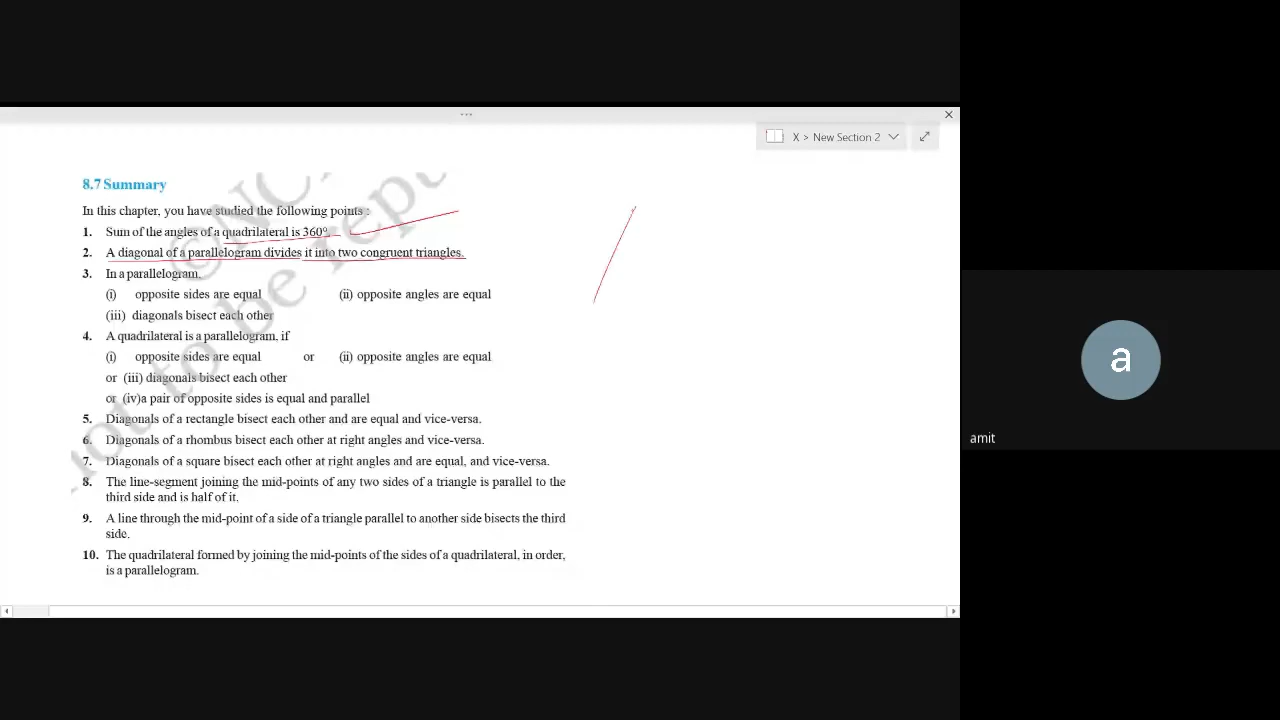 X > New Section 2
8.7 Summary
In this chapter, you have studied the following points :
1. Sum of the angles of a quadrilateral is 360°.
2. A diagonal of a parallelogram divides it into two congruent triangles.
3. In a parallelogram,
(i) opposite sides are equal (ii) opposite angles are equal
(iii) diagonals bisect each other
4. A quadrilateral is a parallelogram, if
(i) opposite sides are equal or (ii) opposite angles are equal
or (iii) diagonals bisect each other
or (iv)a pair of opposite sides is equal and parallel
5. Diagonals of a rectangle bisect each other and are equal and vice-versa.
6. Diagonals of a rhombus bisect each other at right angles and vice-versa.
7. Diagonals of a square bisect each other at right angles and are equal, and vice-versa.
8. The line-segment joining the mid-points of any two sides of a triangle is parallel to the
third side and is half of it.
9. A line through the mid-point of a side of a triangle parallel to another side bisects the third
side.
10. The quadrilateral formed by joining the mid-points of the sides of a quadrilateral, in order,
is a parallelogram.
a
amit